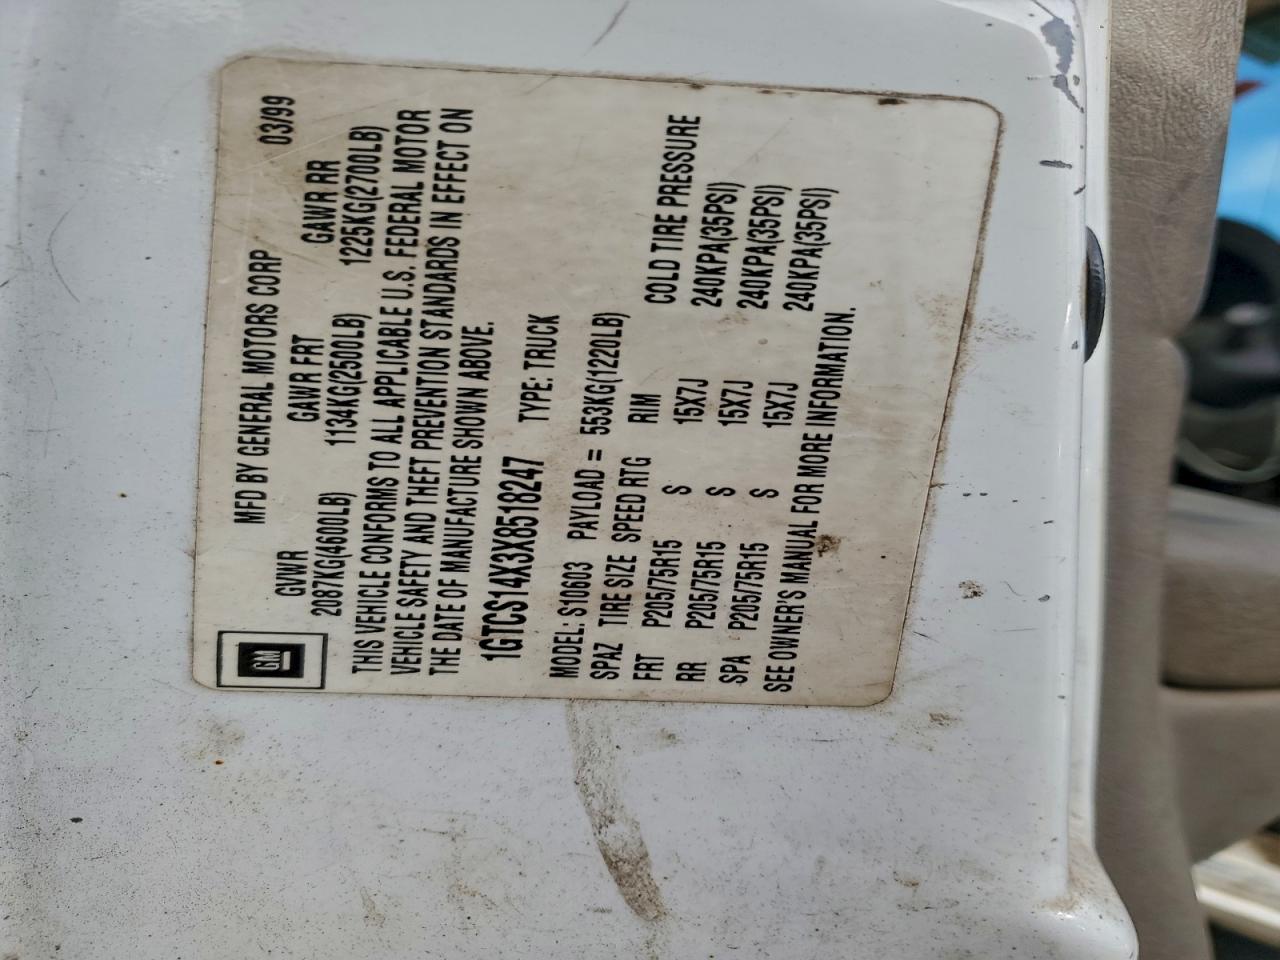 GM
MFD BY GENERAL MOTORS CORP 03/99
GVWR GAWR FRT GAWR RR
2087KG(4600LB) 1134KG(2500LB) 1225KG(2700LB)
THIS VEHICLE CONFORMS TO ALL APPLICABLE U.S. FEDERAL MOTOR
VEHICLE SAFETY AND THEFT PREVENTION STANDARDS IN EFFECT ON
THE DATE OF MANUFACTURE SHOWN ABOVE.
1GTCS14X3X8518247 TYPE: TRUCK
MODEL: S10603 PAYLOAD = 553KG(1220LB)
SPAZ TIRE SIZE SPEED RTG RIM COLD TIRE PRESSURE
FRT P205/75R15 S 15X7J 240KPA(35PSI)
RR P205/75R15 S 15X7J 240KPA(35PSI)
SPA P205/75R15 S 15X7J 240KPA(35PSI)
SEE OWNER'S MANUAL FOR MORE INFORMATION.